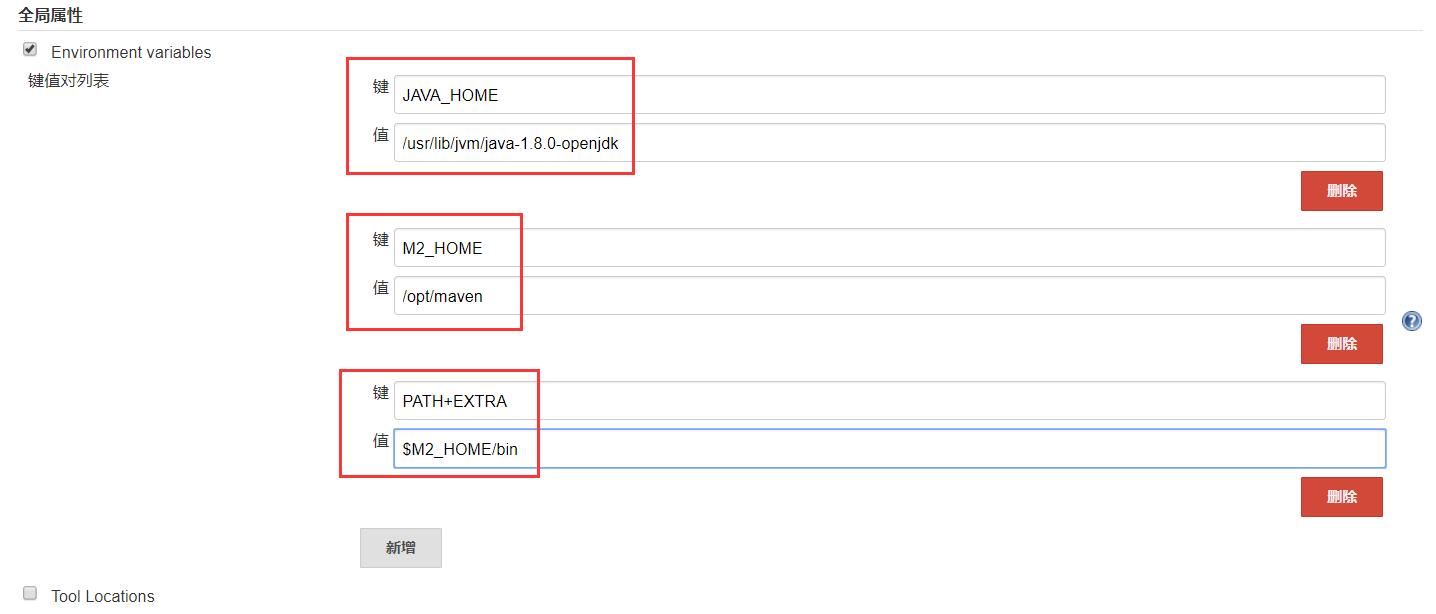 全局属性
Environment variables
键值对列表
键 JAVA_HOME
值 /usr/lib/jvm/java-1.8.0-openjdk
删除
键 M2_HOME
值 /opt/maven
?
删除
键 PATH+EXTRA
值 $M2_HOME/bin
删除
新增
Tool Locations